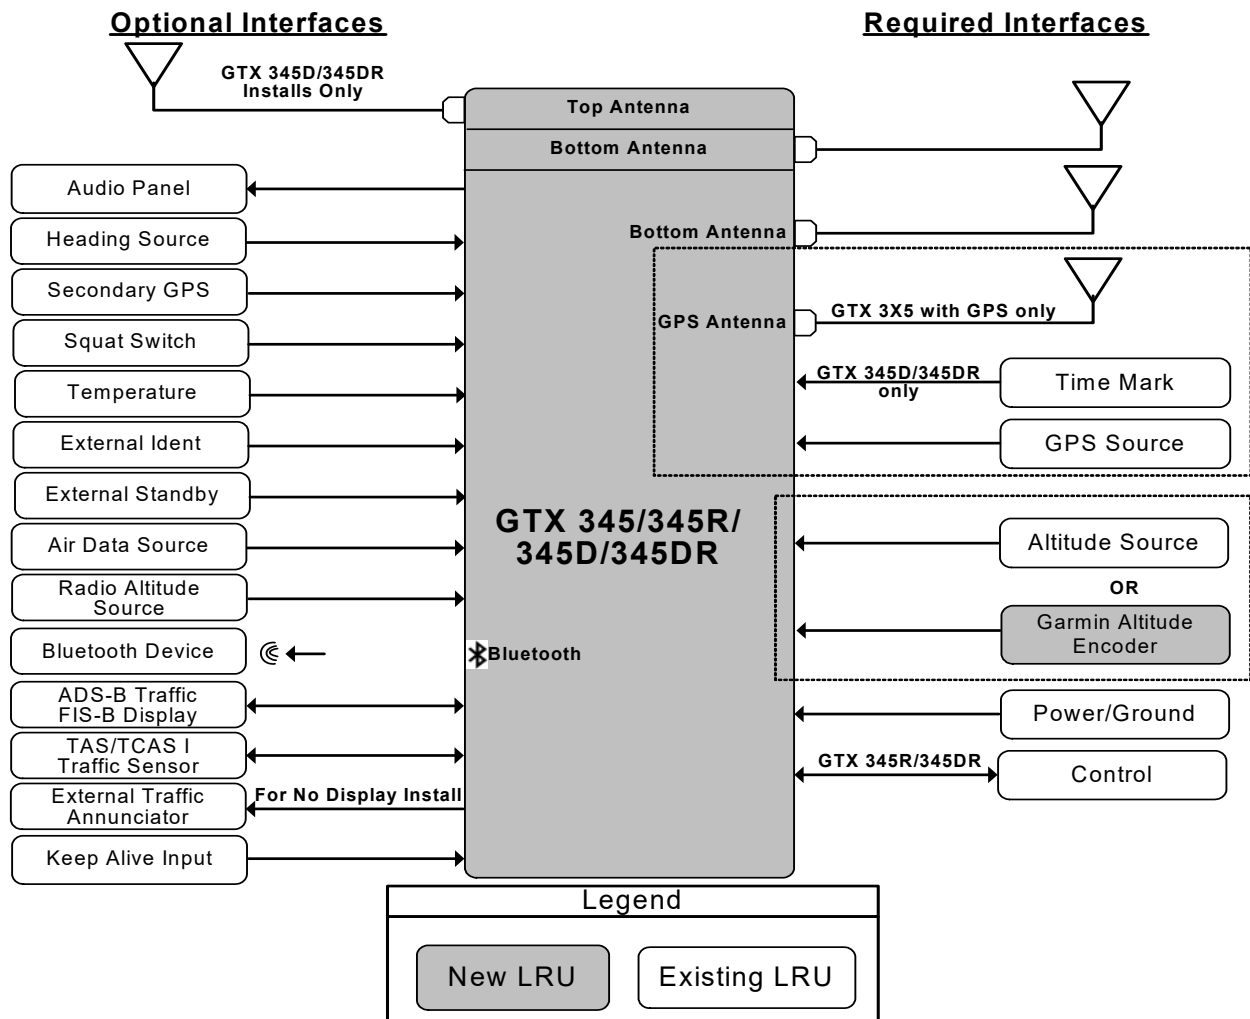 Optional Interfaces
Required Interfaces
GTX 345D/345DR
Installs Only
Top Antenna
Bottom Antenna
Audio Panel
Heading Source
Secondary GPS
Squat Switch
Temperature
External Ident
External Standby
Air Data Source
Radio Altitude
Source
Bluetooth Device
ADS-B Traffic
FIS-B Display
TAS/TCAS I
Traffic Sensor
External Traffic
Annunciator
For No Display Install
Keep Alive Input
Bottom Antenna
GPS Antenna
GTX 3X5 with GPS only
GTX 345D/345DR
only
Time Mark
GPS Source
GTX 345/345R/
345D/345DR
Bluetooth
Altitude Source
OR
Garmin Altitude
Encoder
Power/Ground
GTX 345R/345DR
Control
Legend
New LRU
Existing LRU